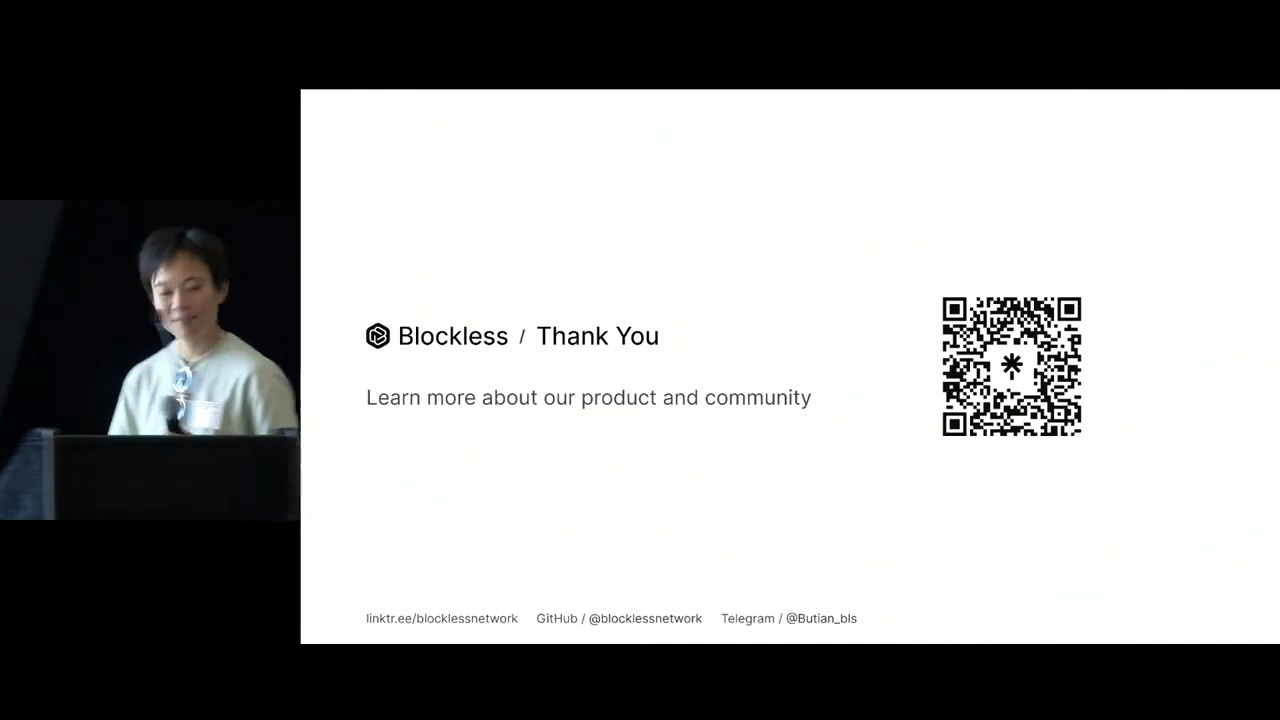 Blockless / Thank You
Learn more about our product and community
linktr.ee/blocklessnetwork GitHub / @blocklessnetwork Telegram / @Butian_bls